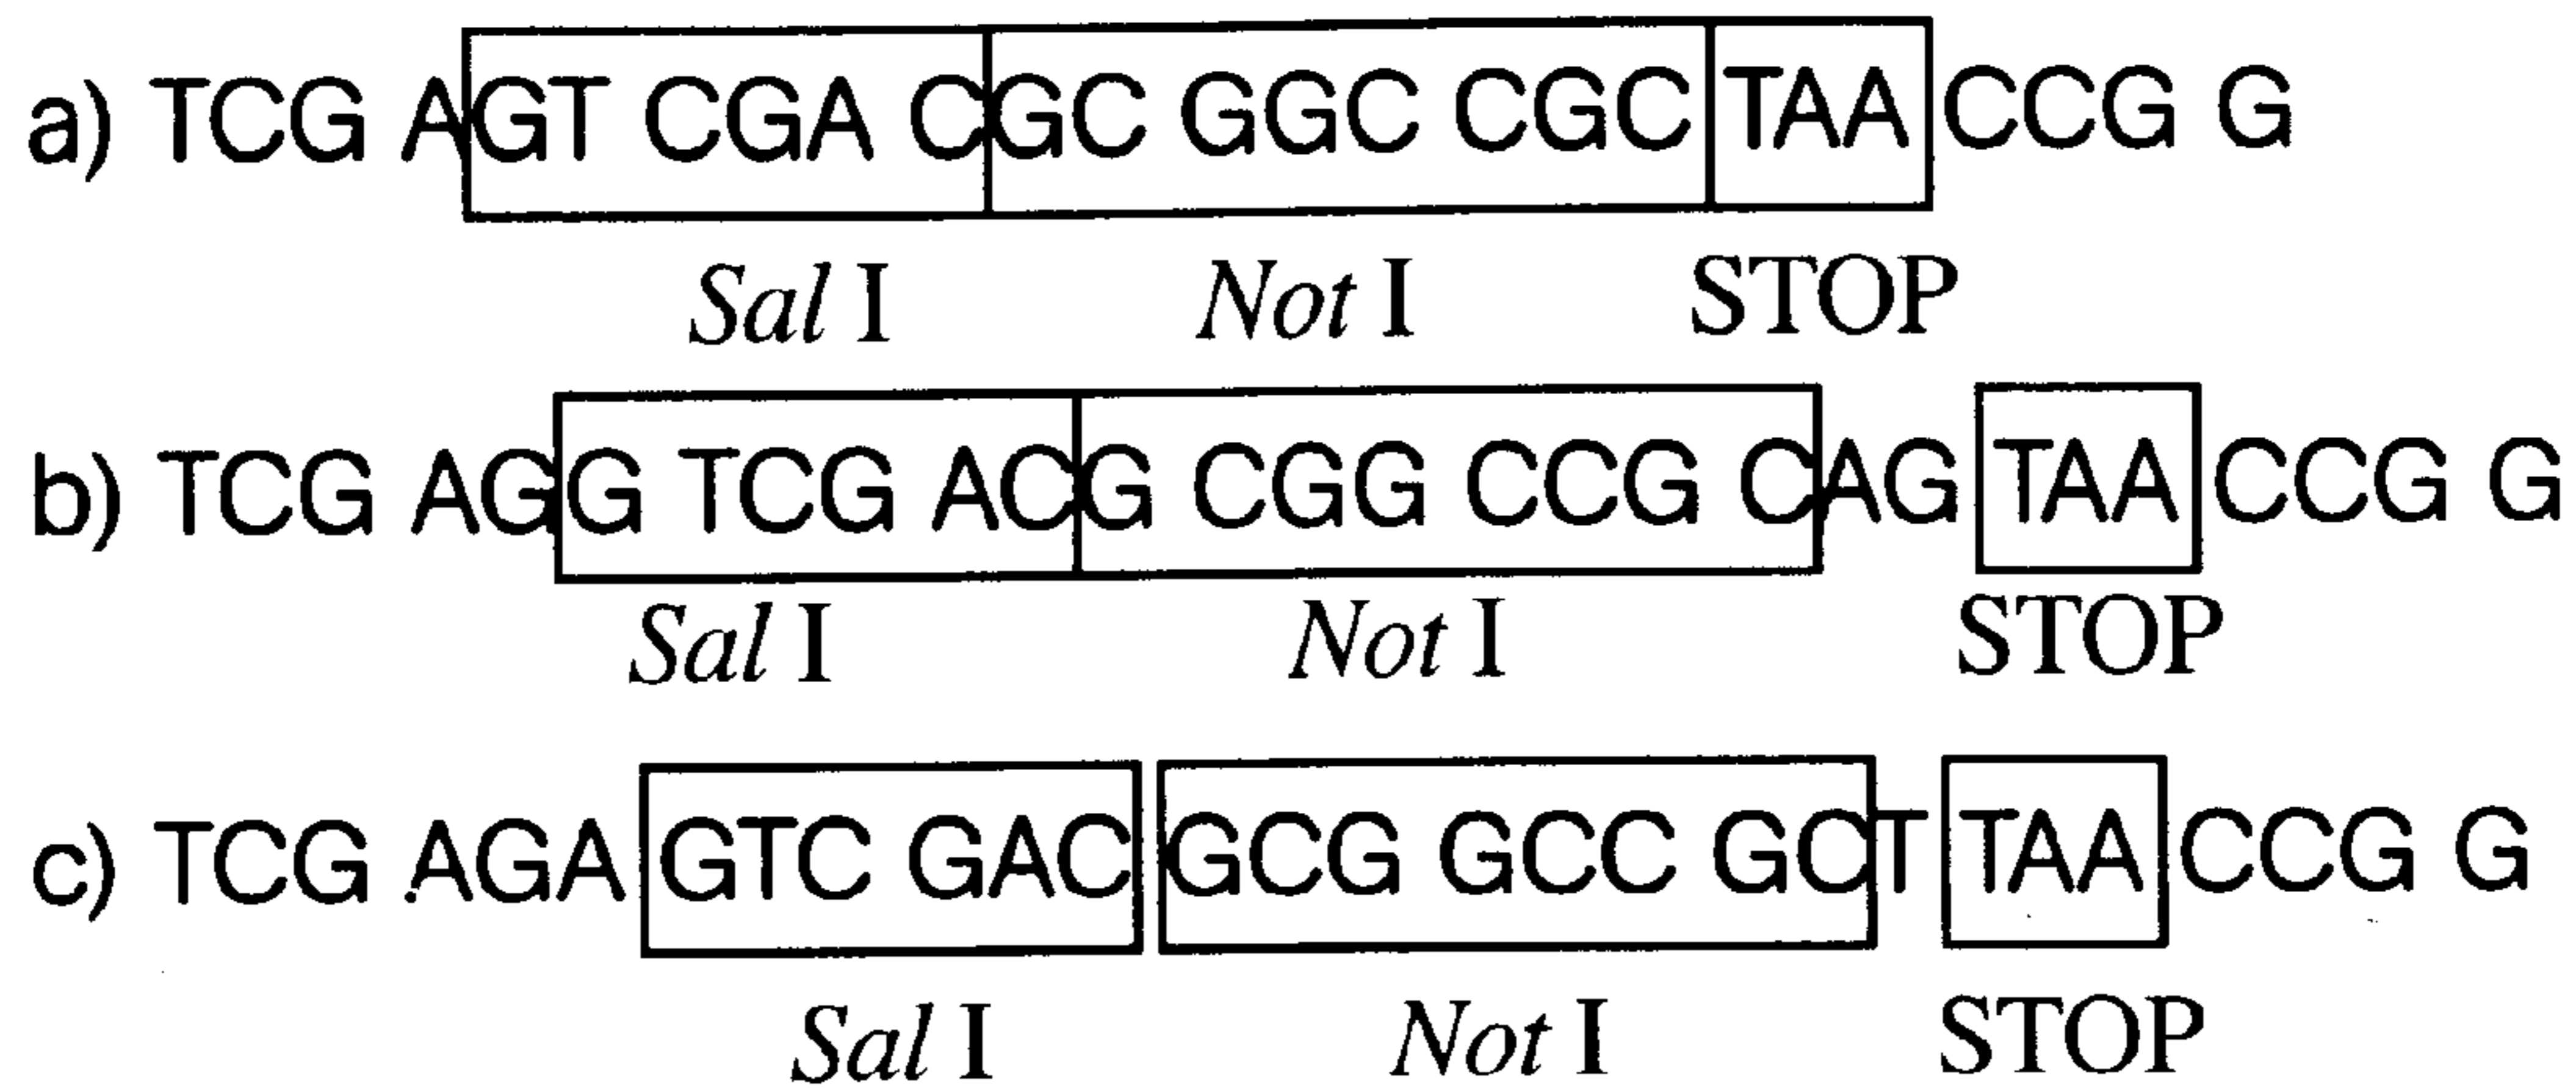 a) TCG AGT CGA CGC GGC CGC TAA CCG G
Sal I Not I STOP
b) TCG AGG TCG ACG CGG CCG CAG TAA CCG G
Sal I Not I STOP
c) TCG AGA GTC GAC GCG GCC GCT TAA CCG G
Sal I Not I STOP